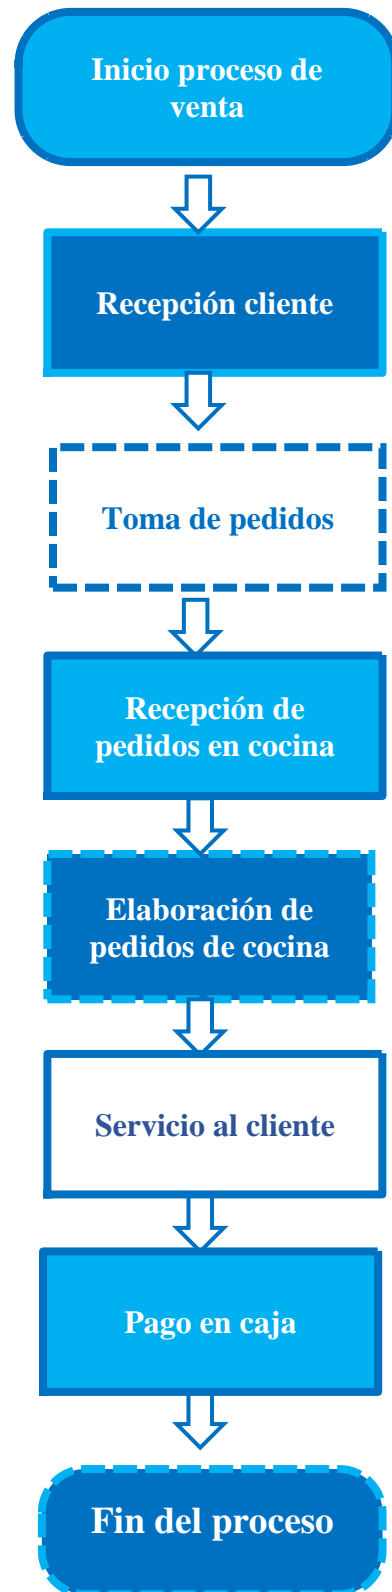 Inicio proceso de
venta
Recepción cliente
Toma de pedidos
Recepción de
pedidos en cocina
Elaboración de
pedidos de cocina
Servicio al cliente
Pago en caja
Fin del proceso